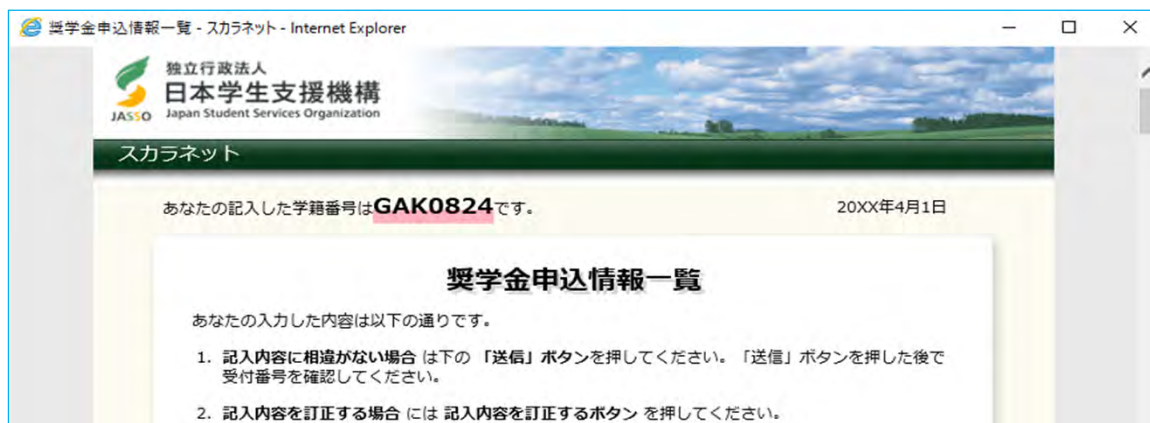 奨学金申込情報一覧 - スカラネット - Internet Explorer
独立行政法人
日本学生支援機構
JASSO Japan Student Services Organization
スカラネット
あなたの記入した学籍番号はGAK0824です。 20XX年4月1日
奨学金申込情報一覧
あなたの入力した内容は以下の通りです。
1. 記入内容に相違がない場合 は下の 「送信」ボタンを押してください。「送信」ボタンを押した後で
受付番号を確認してください。
2. 記入内容を訂正する場合 には 記入内容を訂正するボタン を押してください。